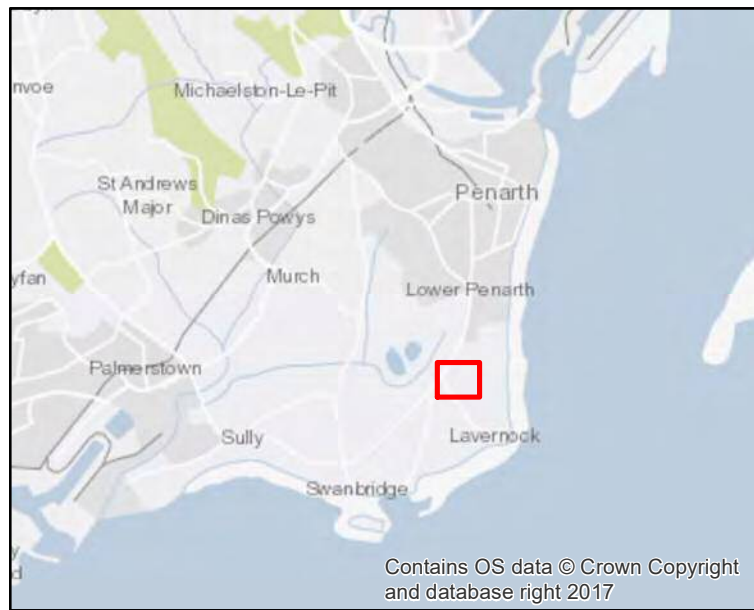 nvoe
Michaelston-Le-Pit
St Andrews
Major
Penarth
Dinas Powys
yfan
Murch
Lower Penarth
Palmerstown
Sully
Lavernock
Swanbridge
Contains OS data © Crown Copyright
and database right 2017